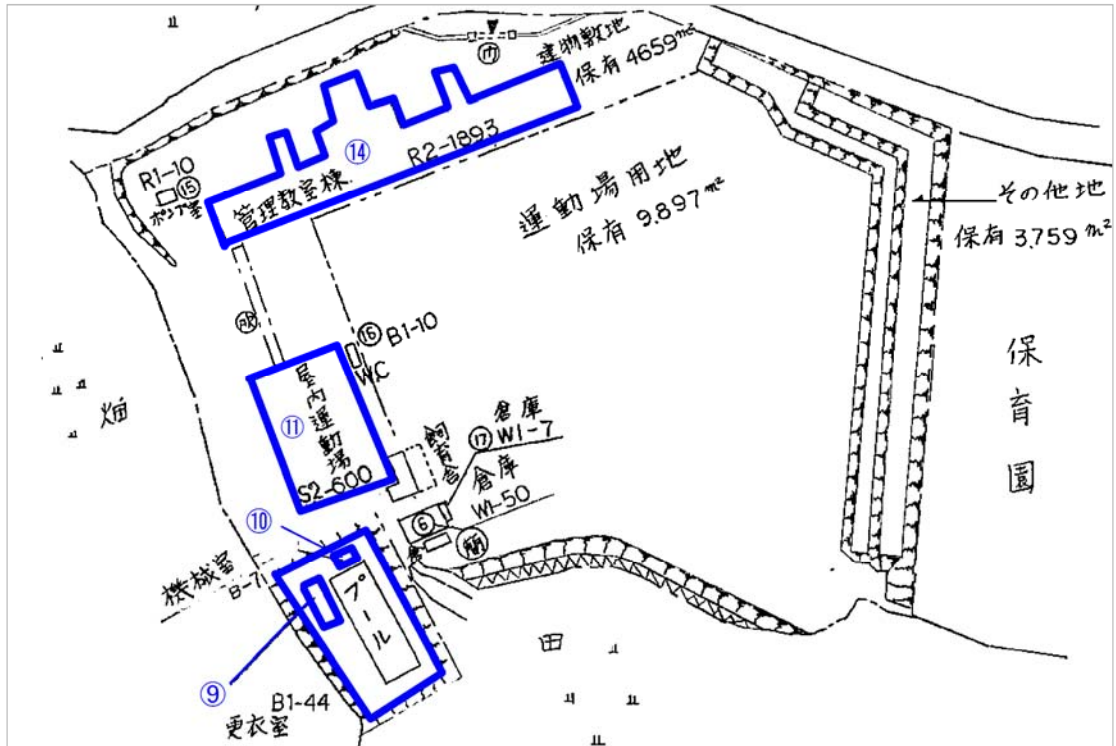 巾
建物敷地
保有 4659m²
R2-1893
⑭
管理教室棟
R1-10
⑮
ポンプ室
運動場用地
保有 9.897m²
その他地
保有 3.759m²
保育園
畑
⑯ B1-10
WC
⑪
屋内運動場
S2-600
飼育舎
倉庫
⑰ W1-7
倉庫
W1-50
⑥
倉
⑩
機械室
B-7
プール
⑨
B1-44
更衣室
田